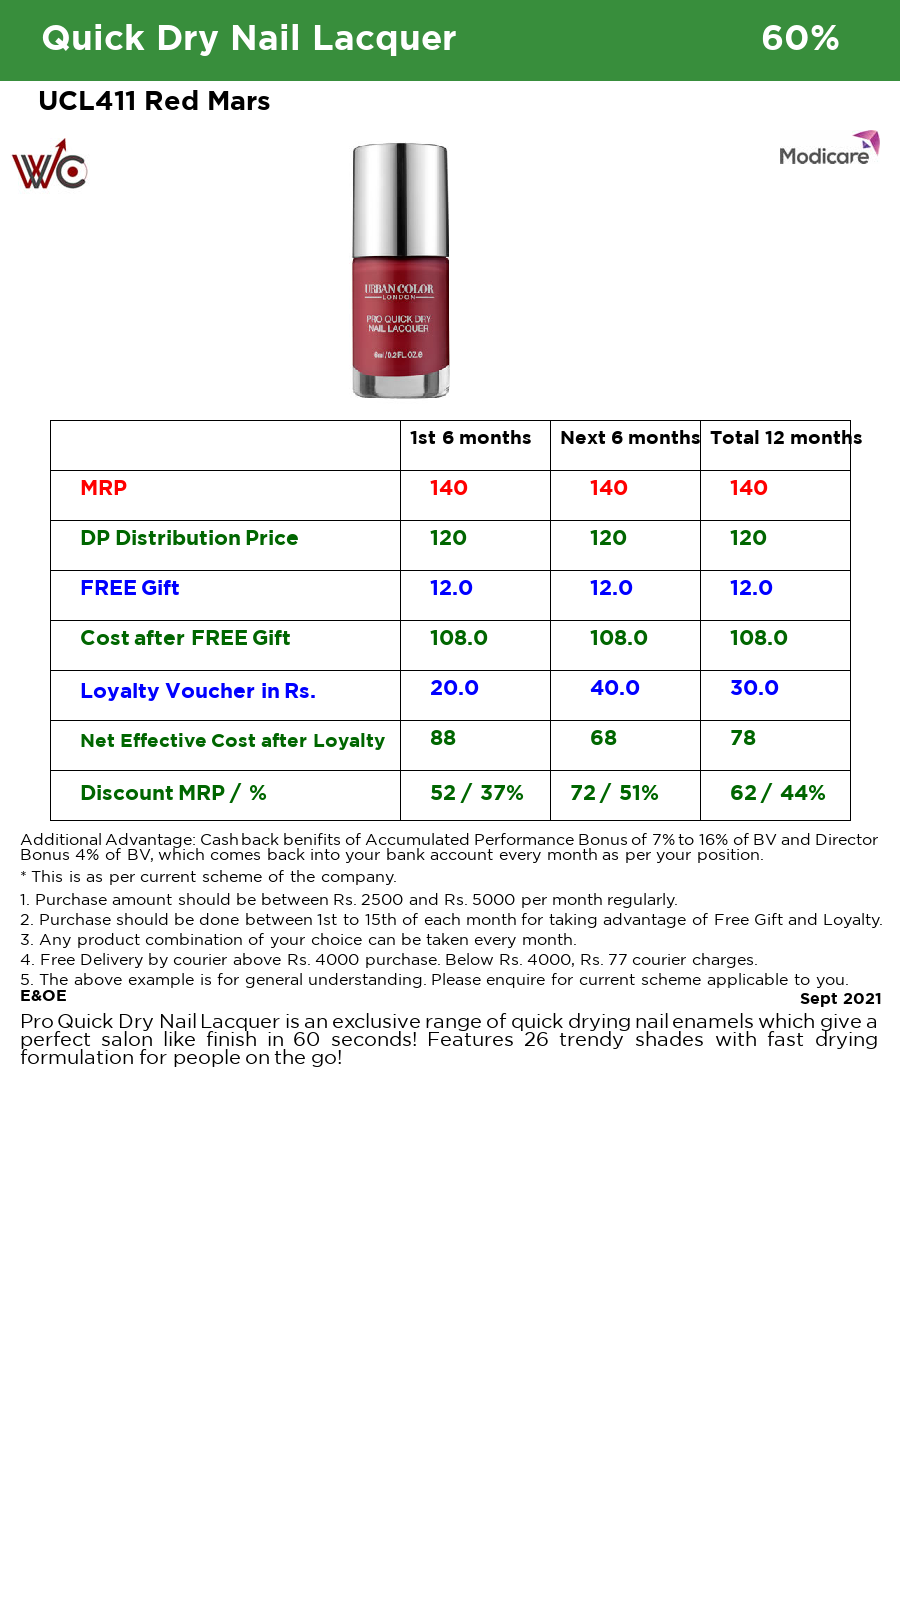 Quick Dry Nail Lacquer 60%
UCL411 Red Mars
WC
Modicare
URBAN COLOR
LONDON
PRO QUICK DRY
NAIL LACQUER
6ml/0.2 FL.OZ.e
1st 6 months Next 6 months Total 12 months
MRP 140 140 140
DP Distribution Price 120 120 120
FREE Gift 12.0 12.0 12.0
Cost after FREE Gift 108.0 108.0 108.0
Loyalty Voucher in Rs. 20.0 40.0 30.0
Net Effective Cost after Loyalty 88 68 78
Discount MRP / % 52 / 37% 72 / 51% 62 / 44%
Additional Advantage: Cashback benifits of Accumulated Performance Bonus of 7% to 16% of BV and Director
Bonus 4% of BV, which comes back into your bank account every month as per your position.
* This is as per current scheme of the company.
1. Purchase amount should be between Rs. 2500 and Rs. 5000 per month regularly.
2. Purchase should be done between 1st to 15th of each month for taking advantage of Free Gift and Loyalty.
3. Any product combination of your choice can be taken every month.
4. Free Delivery by courier above Rs. 4000 purchase. Below Rs. 4000, Rs. 77 courier charges.
5. The above example is for general understanding. Please enquire for current scheme applicable to you.
E&OE Sept 2021
Pro Quick Dry Nail Lacquer is an exclusive range of quick drying nail enamels which give a
perfect salon like finish in 60 seconds! Features 26 trendy shades with fast drying
formulation for people on the go!